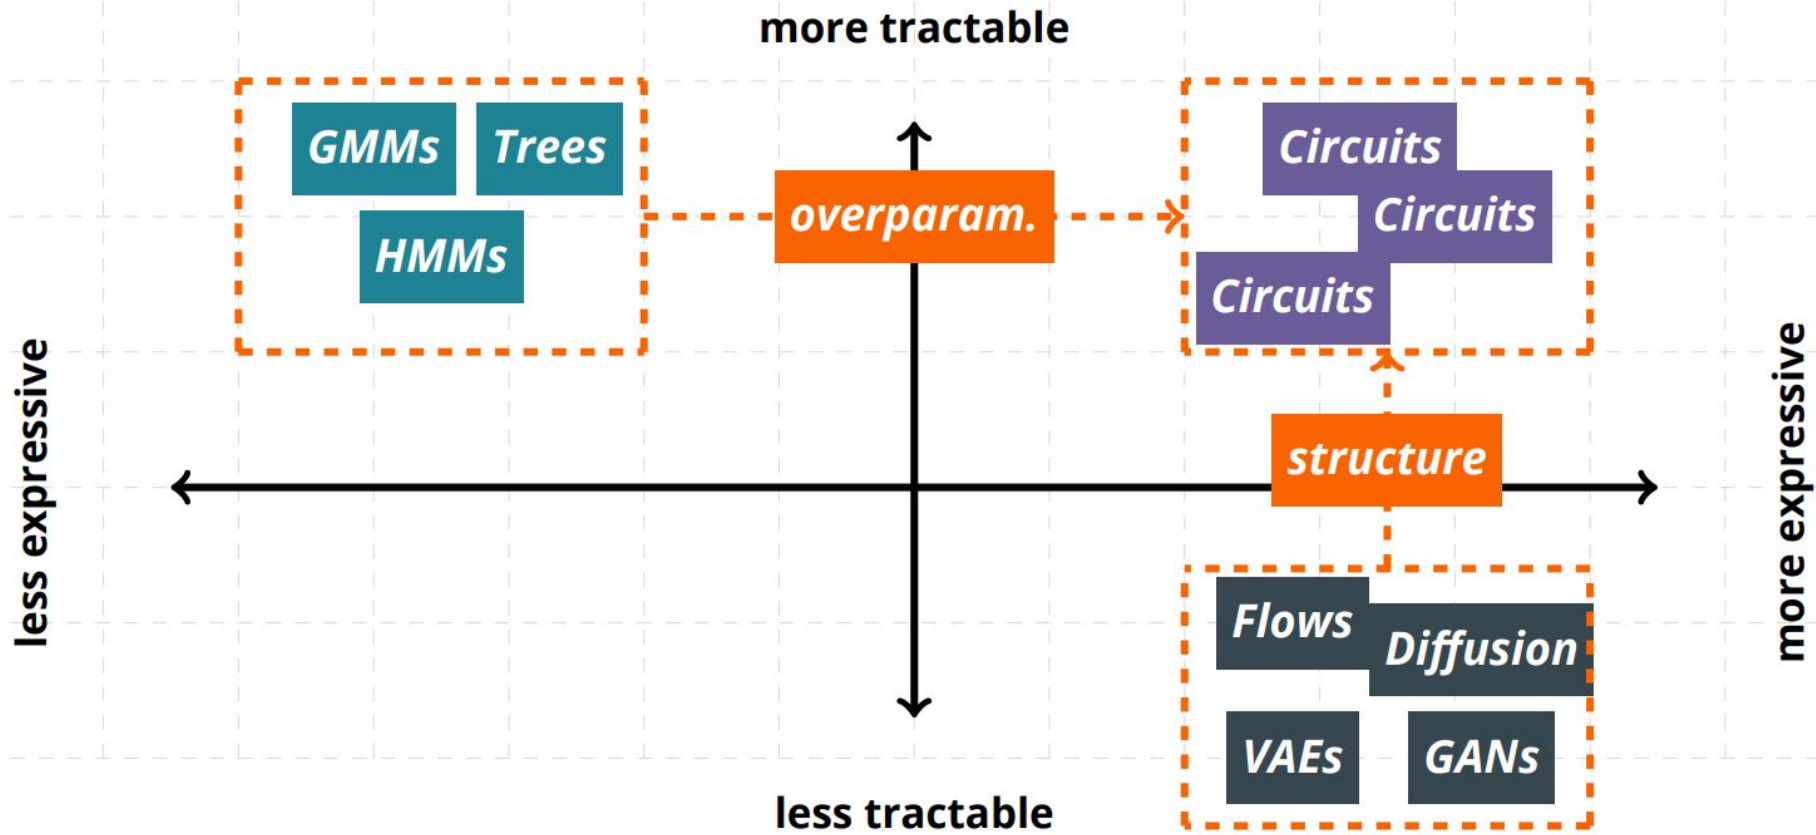 more tractable
GMMs
Trees
HMMs
overparam.
Circuits
Circuits
Circuits
less expressive
more expressive
structure
Flows
Diffusion
VAEs
GANs
less tractable